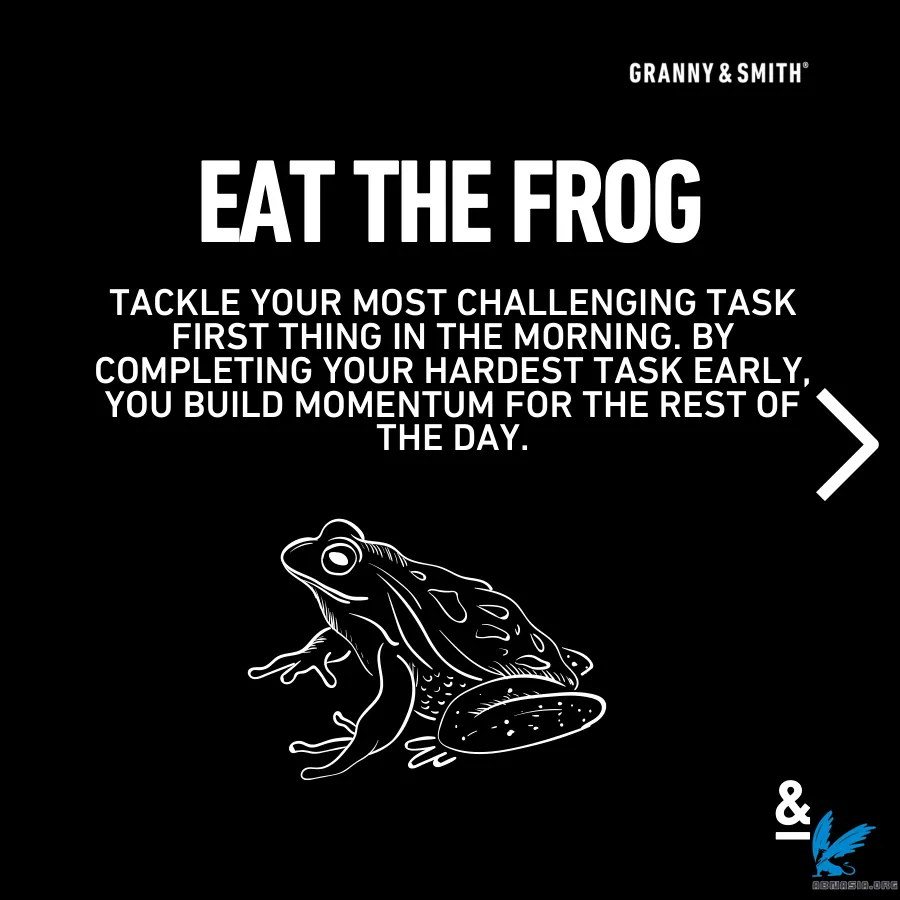 GRANNY & SMITH®
EAT THE FROG
TACKLE YOUR MOST CHALLENGING TASK
FIRST THING IN THE MORNING. BY
COMPLETING YOUR HARDEST TASK EARLY,
YOU BUILD MOMENTUM FOR THE REST OF
THE DAY.
&
ABNASIA.ORG